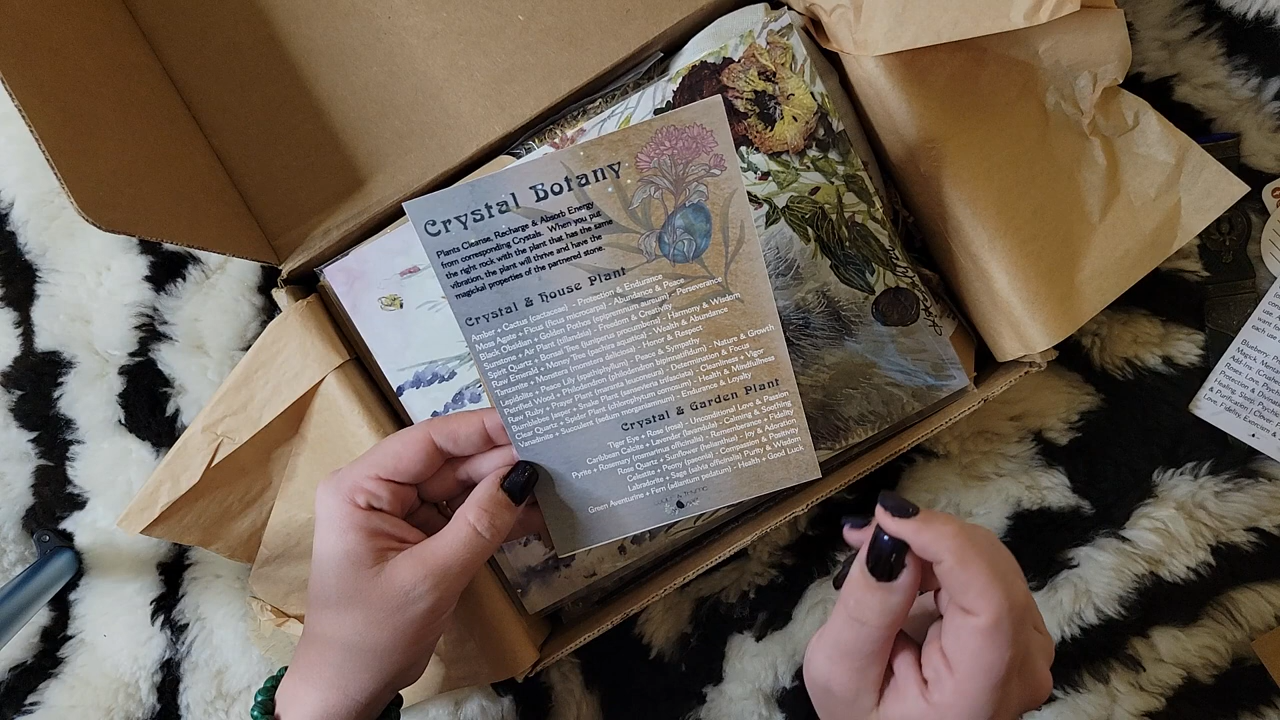 Crystal Botany
Plants Cleanse, Recharge & Absorb Energy
from corresponding Crystals. When you put
the right rock with the plant that has the same
vibration, the plant will thrive and have the
magickal properties of the partnered stone.
Crystal & House Plant
Amber + Cactus (cactaceae) - Protection & Endurance
Moss Agate + Ficus (ficus microcarpa) - Abundance & Peace
Black Obsidian + Golden Pothos (epipremnum aureum) - Perseverance
Sunstone + Air Plant (tillandsia) - Freedom & Creativity
Spirit Quartz + Bonsai Tree (juniperus procumbens) - Harmony & Wisdom
Raw Emerald + Money Tree (pachira aquatica) - Wealth & Abundance
Tangerine + Monstera (monstera deliciosa) - Honor & Respect
Lepidolite + Peace Lily (spathiphyllum) - Peace & Sympathy
Petrified Wood + Philodendron (philodendron bipinnatifidum) - Nature & Growth
Raw Ruby + Prayer Plant (maranta leuconeura) - Determination & Focus
Bumblebee Jasper + Snake Plant (sansevieria trifasciata) - Cleanliness + Vigor
Clear Quartz + Spider Plant (chlorophytum comosum) - Health & Mindfulness
Vanadinite + Succulent (sedum morganianum) - Endurance & Loyalty
Crystal & Garden Plant
Tiger Eye + Rose (rosa) - Unconditional Love & Passion
Caribbean Calcite + Lavender (lavandula) - Calming & Soothing
Pyrite + Rosemary (rosmarinus officinalis) - Remembrance + Fidelity
Rose Quartz + Sunflower (helianthus) - Joy & Adoration
Celestite + Peony (paeonia) - Compassion & Positivity
Labradorite + Sage (salvia officinalis) Purity & Wisdom
Green Aventurine + Fern (adiantum pedatum) - Health + Good Luck
each use
Blueberry:
Magick,
Healing